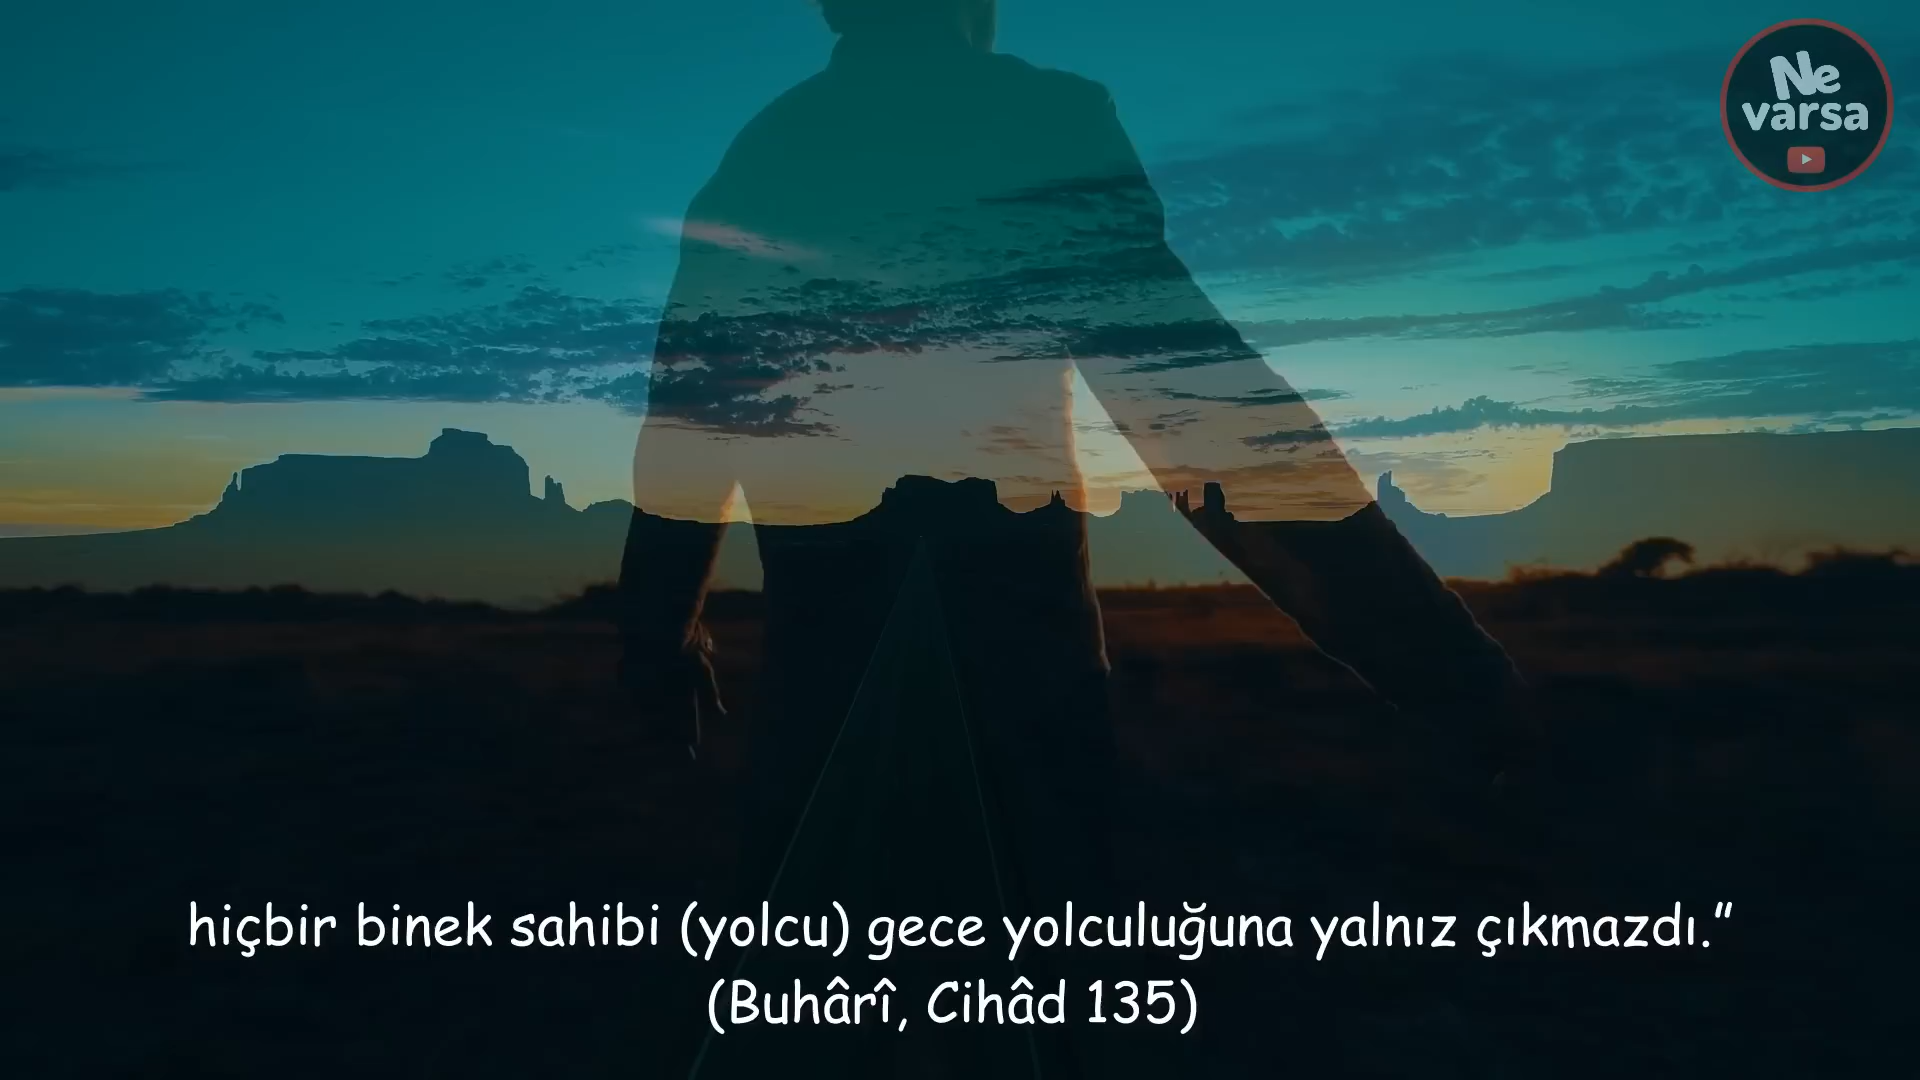 Ne
varsa
hiçbir binek sahibi (yolcu) gece yolculuğuna yalnız çıkmazdı.”
(Buhârî, Cihâd 135)